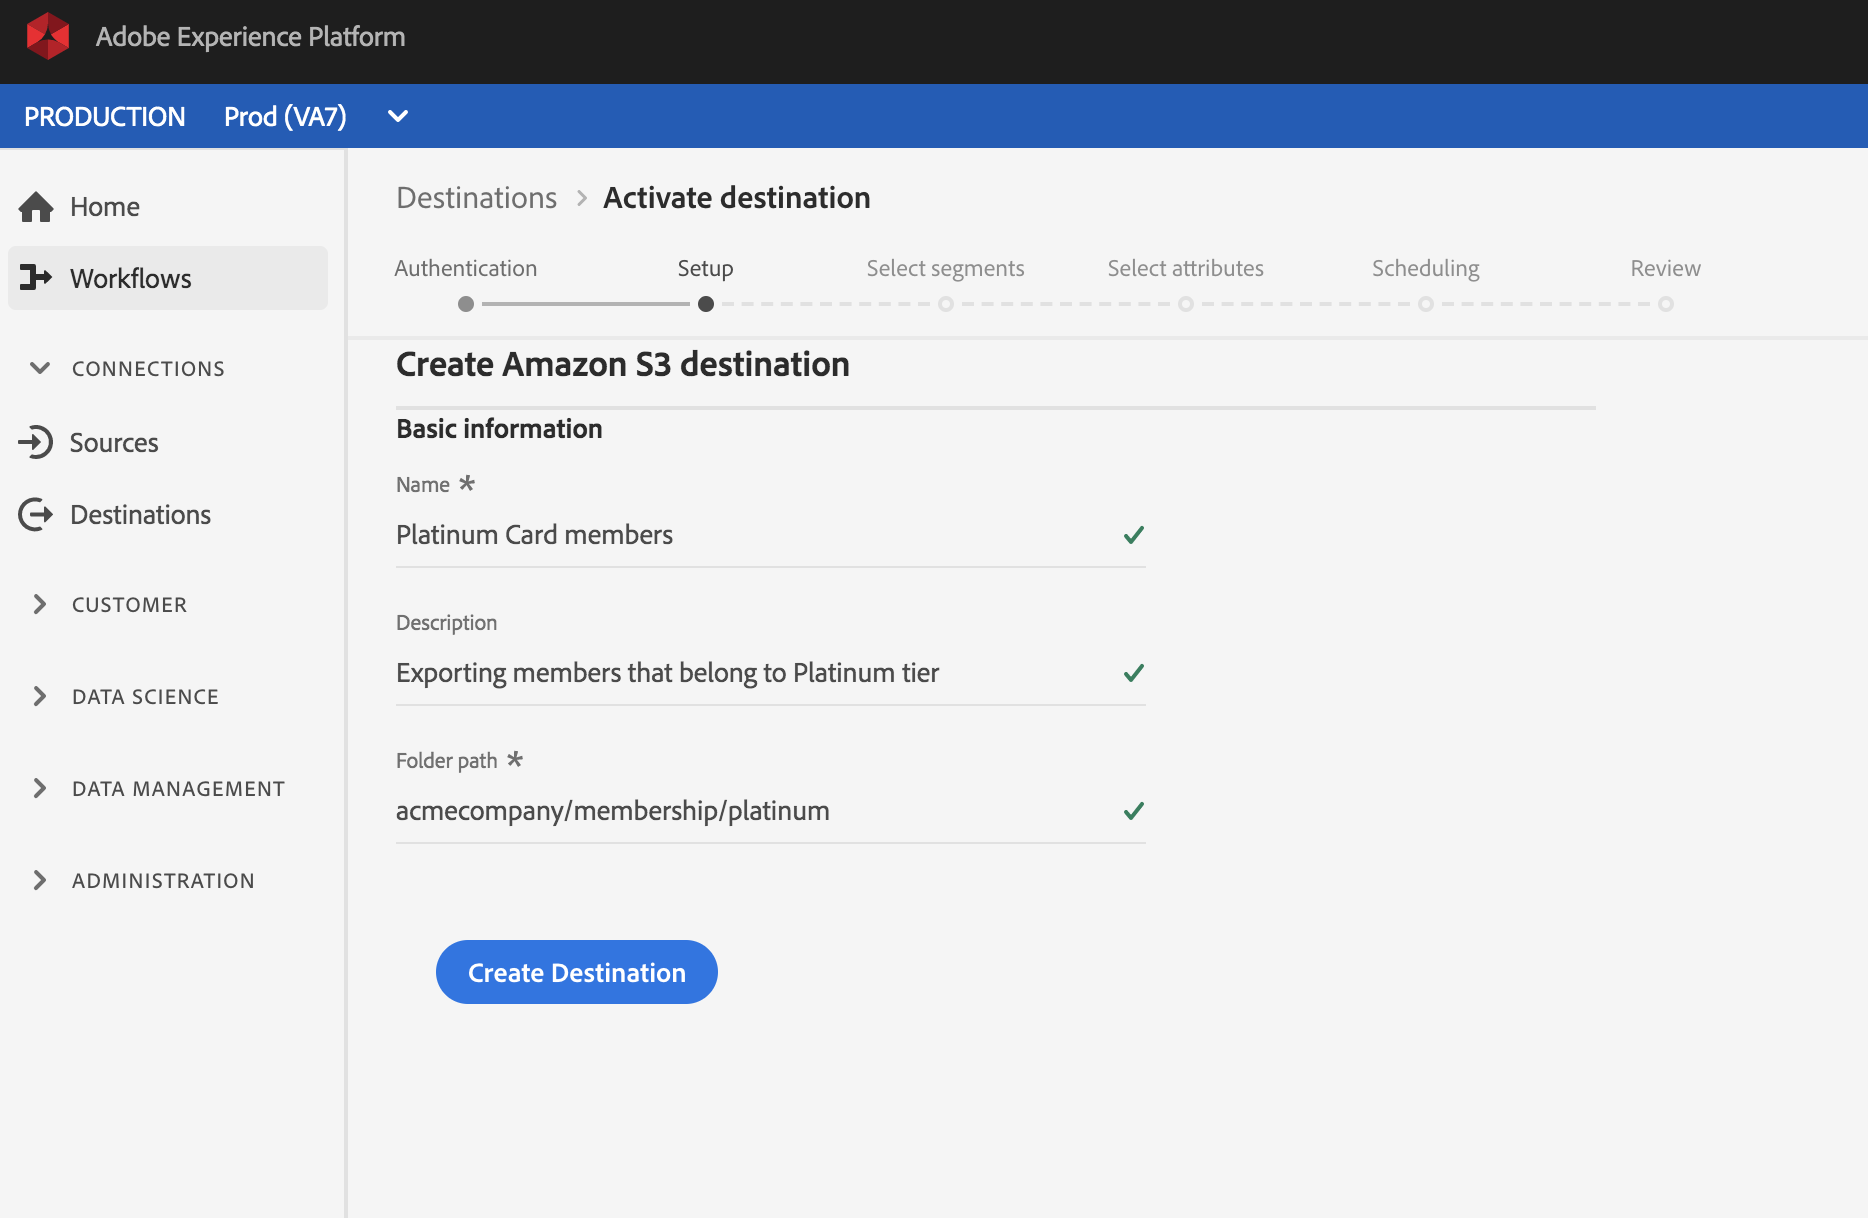 Adobe Experience Platform
PRODUCTION Prod (VA7)
Home
Workflows
CONNECTIONS
Sources
Destinations
CUSTOMER
DATA SCIENCE
DATA MANAGEMENT
ADMINISTRATION
Destinations > Activate destination
Authentication Setup Select segments Select attributes Scheduling Review
Create Amazon S3 destination
Basic information
Name *
Platinum Card members
Description
Exporting members that belong to Platinum tier
Folder path *
acmecompany/membership/platinum
Create Destination